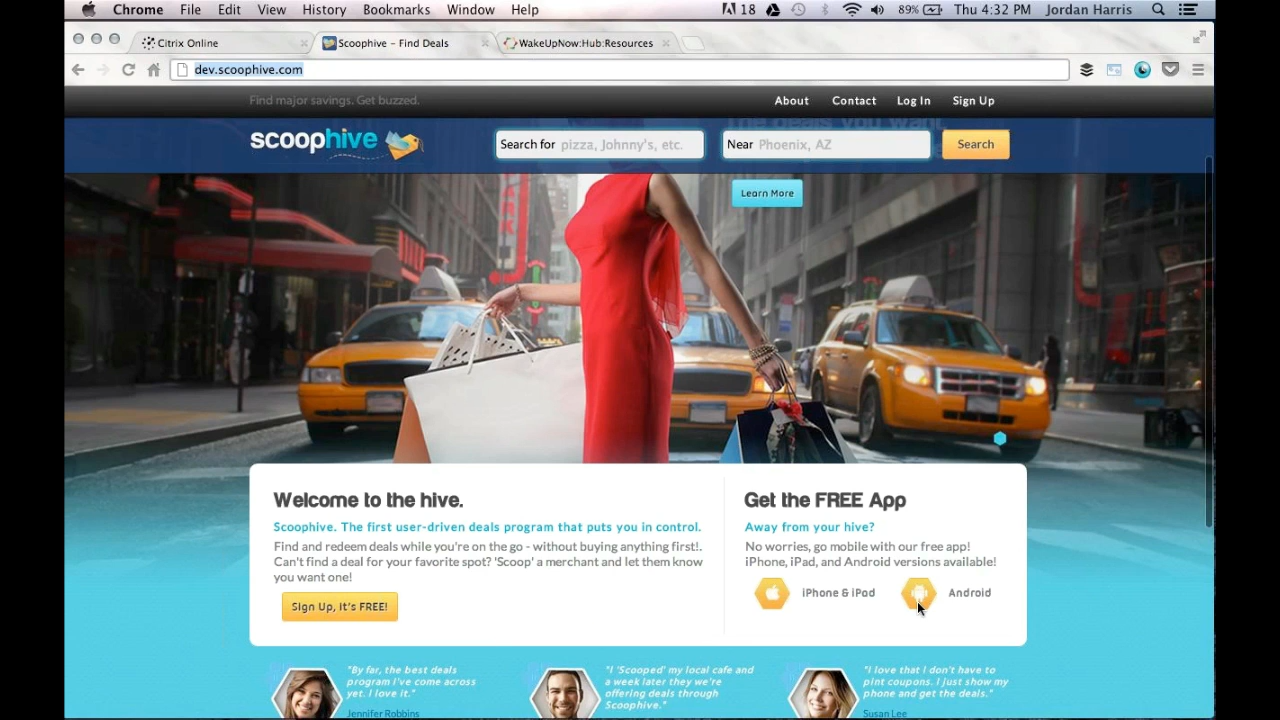 Chrome File Edit View History Bookmarks Window Help 18 89% Thu 4:32 PM Jordan Harris
Citrix Online Scoophive - Find Deals WakeUpNow:Hub:Resources
dev.scoophive.com
Find major savings. Get buzzed. About Contact Log In Sign Up
The deals you want
scoophive Search for pizza, Johnny's, etc. Near Phoenix, AZ Search
Learn More
Welcome to the hive.
Scoophive. The first user-driven deals program that puts you in control.
Find and redeem deals while you're on the go - without buying anything first!.
Can't find a deal for your favorite spot? 'Scoop' a merchant and let them know
you want one!
Sign Up, It's FREE!
Get the FREE App
Away from your hive?
No worries, go mobile with our free app!
iPhone, iPad, and Android versions available!
iPhone & iPad Android
"By far, the best deals
program I've come across
yet. I love it."
Jennifer Robbins
"I 'Scooped' my local cafe and
a week later they're
offering deals through
Scoophive."
"I love that I don't have to
pint coupons. I just show my
phone and get the deals."
Susan Lee